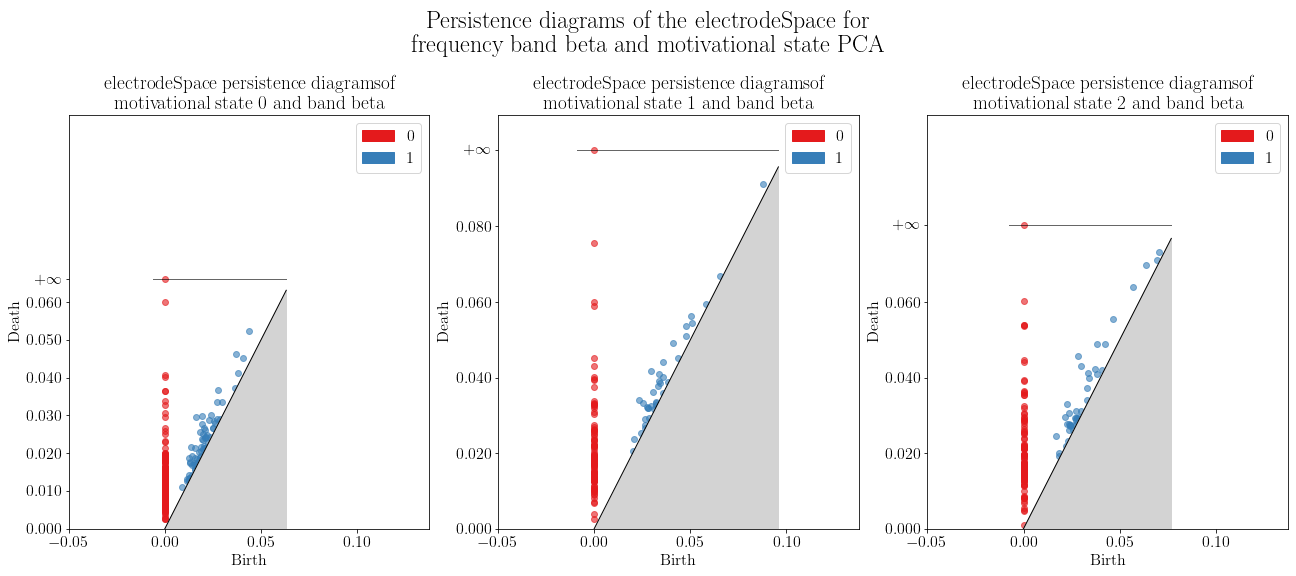 Persistence diagrams of the electrodeSpace for
frequency band beta and motivational state PCA
electrodeSpace persistence diagramsof
motivational state 0 and band beta
0
1
+∞
0.060
0.050
0.040
0.030
0.020
0.010
0.000
Death
−0.05 0.00 0.05 0.10
Birth
electrodeSpace persistence diagramsof
motivational state 1 and band beta
0
1
+∞
0.080
0.060
0.040
0.020
0.000
Death
−0.05 0.00 0.05 0.10
Birth
electrodeSpace persistence diagramsof
motivational state 2 and band beta
0
1
+∞
0.060
0.040
0.020
0.000
Death
−0.05 0.00 0.05 0.10
Birth